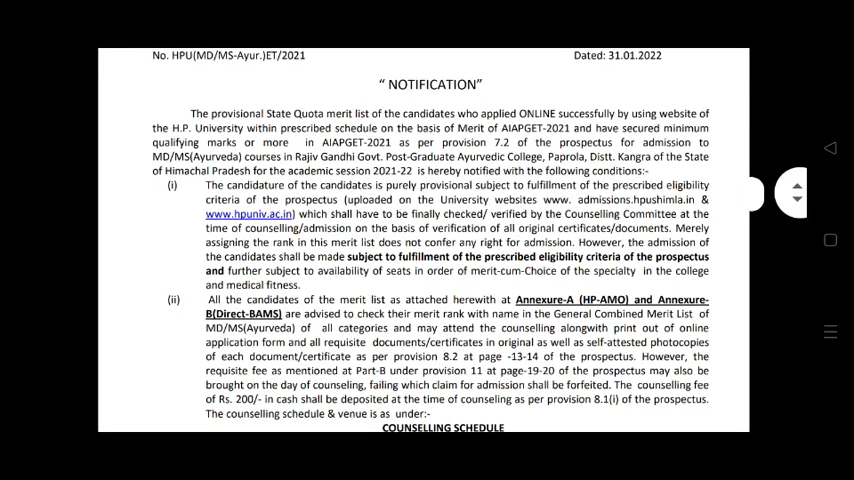 No. HPU(MD/MS-Ayur.)ET/2021 Dated: 31.01.2022
“ NOTIFICATION”
The provisional State Quota merit list of the candidates who applied ONLINE successfully by using website of
the H.P. University within prescribed schedule on the basis of Merit of AIAPGET-2021 and have secured minimum
qualifying marks or more in AIAPGET-2021 as per provision 7.2 of the prospectus for admission to
MD/MS(Ayurveda) courses in Rajiv Gandhi Govt. Post-Graduate Ayurvedic College, Paprola, Distt. Kangra of the State
of Himachal Pradesh for the academic session 2021-22 is hereby notified with the following conditions:-
(i) The candidature of the candidates is purely provisional subject to fulfillment of the prescribed eligibility
criteria of the prospectus (uploaded on the University websites www. admissions.hpushimla.in &
www.hpuniv.ac.in) which shall have to be finally checked/ verified by the Counselling Committee at the
time of counselling/admission on the basis of verification of all original certificates/documents. Merely
assigning the rank in this merit list does not confer any right for admission. However, the admission of
the candidates shall be made subject to fulfillment of the prescribed eligibility criteria of the prospectus
and further subject to availability of seats in order of merit-cum-Choice of the specialty in the college
and medical fitness.
(ii) All the candidates of the merit list as attached herewith at Annexure-A (HP-AMO) and Annexure-
B(Direct-BAMS) are advised to check their merit rank with name in the General Combined Merit List of
MD/MS(Ayurveda) of all categories and may attend the counselling alongwith print out of online
application form and all requisite documents/certificates in original as well as self-attested photocopies
of each document/certificate as per provision 8.2 at page -13-14 of the prospectus. However, the
requisite fee as mentioned at Part-B under provision 11 at page-19-20 of the prospectus may also be
brought on the day of counseling, failing which claim for admission shall be forfeited. The counselling fee
of Rs. 200/- in cash shall be deposited at the time of counseling as per provision 8.1(i) of the prospectus.
The counselling schedule & venue is as under:-
COUNSELLING SCHEDULE